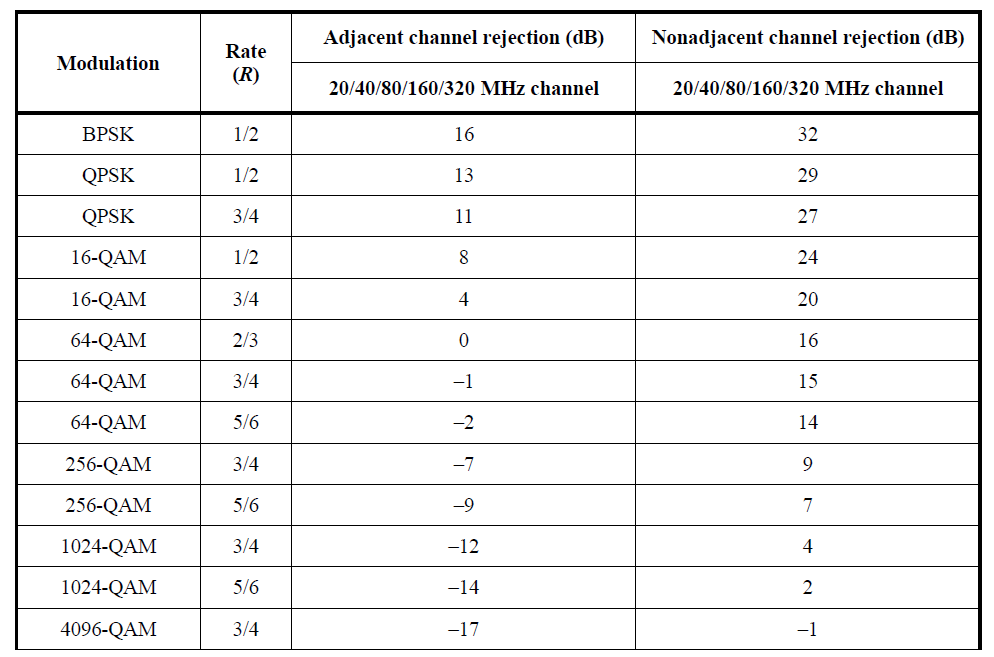 Modulation Rate (R) Adjacent channel rejection (dB) Nonadjacent channel rejection (dB)
20/40/80/160/320 MHz channel 20/40/80/160/320 MHz channel
BPSK 1/2 16 32
QPSK 1/2 13 29
QPSK 3/4 11 27
16-QAM 1/2 8 24
16-QAM 3/4 4 20
64-QAM 2/3 0 16
64-QAM 3/4 –1 15
64-QAM 5/6 –2 14
256-QAM 3/4 –7 9
256-QAM 5/6 –9 7
1024-QAM 3/4 –12 4
1024-QAM 5/6 –14 2
4096-QAM 3/4 –17 –1